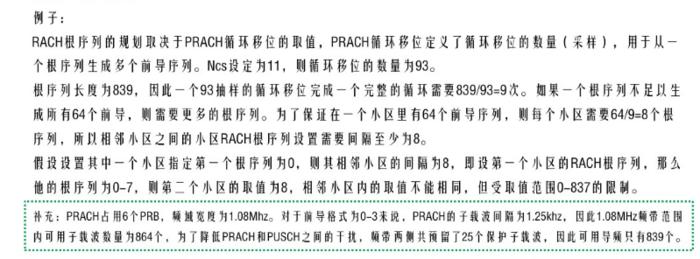 例子：
RACH根序列的规划取决于PRACH循环移位的取值，PRACH循环移位定义了循环移位的数量（采样），用于从一
个根序列生成多个前导序列。Ncs设定为11，则循环移位的数量为93。
根序列长度为839，因此一个93抽样的循环移位完成一个完整的循环需要839/93=9次。如果一个根序列不足以生
成所有64个前导，则需要更多的根序列。为了保证在一个小区里有64个前导序列，则每个小区需要64/9=8个根
序列，所以相邻小区之间的小区RACH根序列设置需要间隔至少为8。
假设设置其中一个小区指定第一个根序列为0，则其相邻小区的间隔为8，即设第一个小区的RACH根序列，那么
他的根序列为0-7，则第二个小区的取值为8，相邻小区内的取值不能相同，但受取值范围0-837的限制。
补充：PRACH占用6个PRB，频域宽度为1.08Mhz。对于前导格式为0-3来说，PRACH的子载波间隔为1.25khz，因此1.08MHz频带范围
内可用子载波数量为864个，为了降低PRACH和PUSCH之间的干扰，频带两侧共预留了25个保护子载波，因此可用导频只有839个。